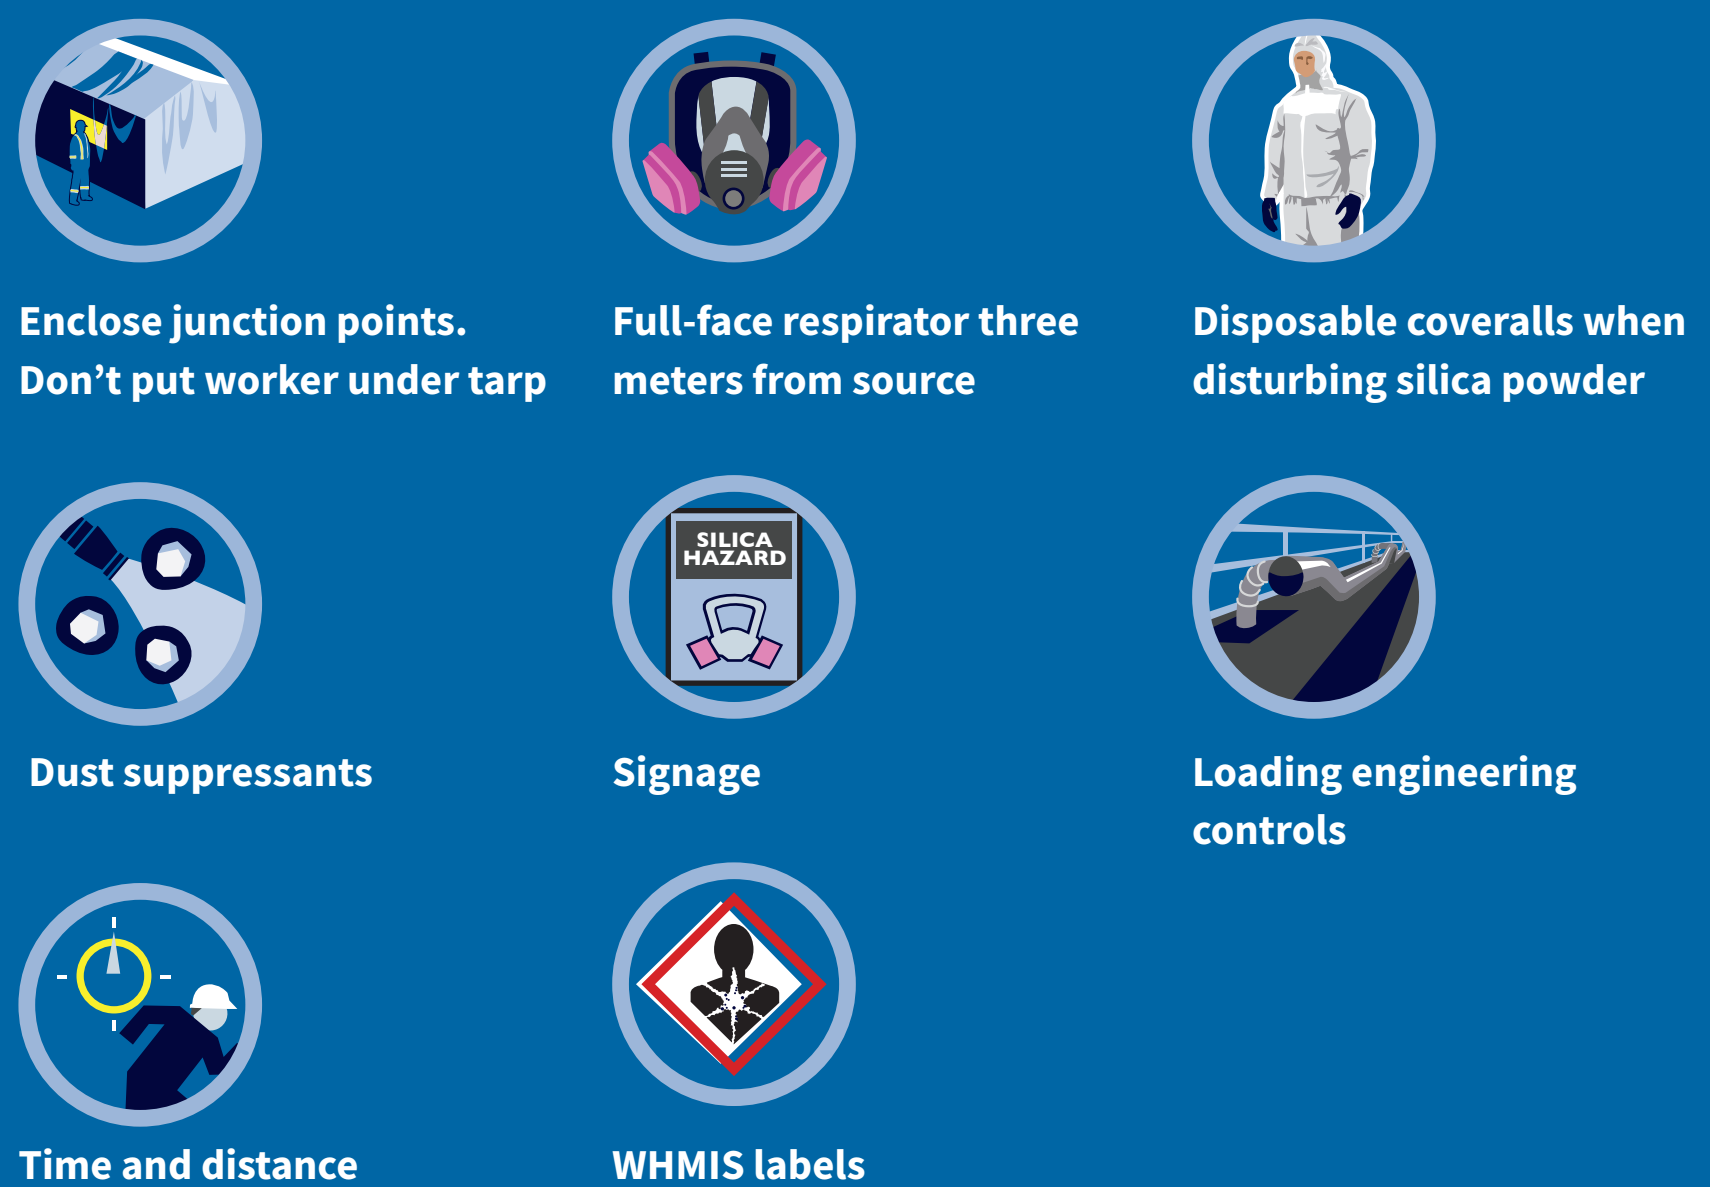 Enclose junction points.
Don’t put worker under tarp
Full-face respirator three
meters from source
Disposable coveralls when
disturbing silica powder
Dust suppressants
SILICA
HAZARD
Signage
Loading engineering
controls
Time and distance
WHMIS labels